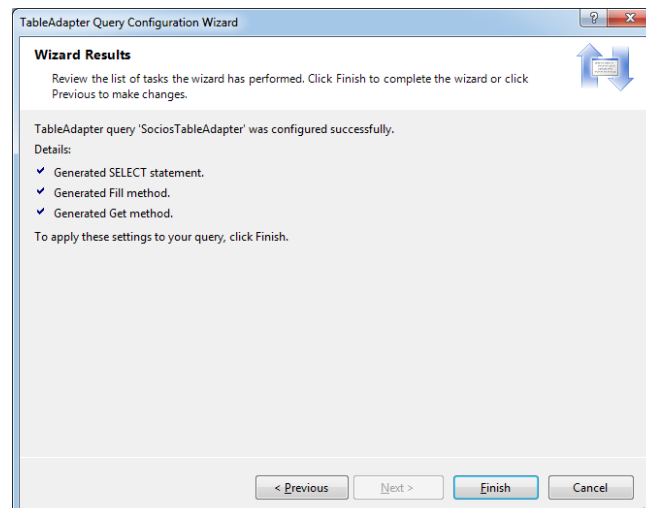 TableAdapter Query Configuration Wizard
Wizard Results
Review the list of tasks the wizard has performed. Click Finish to complete the wizard or click
Previous to make changes.
TableAdapter query 'SociosTableAdapter' was configured successfully.
Details:
Generated SELECT statement.
Generated Fill method.
Generated Get method.
To apply these settings to your query, click Finish.
< Previous Next > Finish Cancel